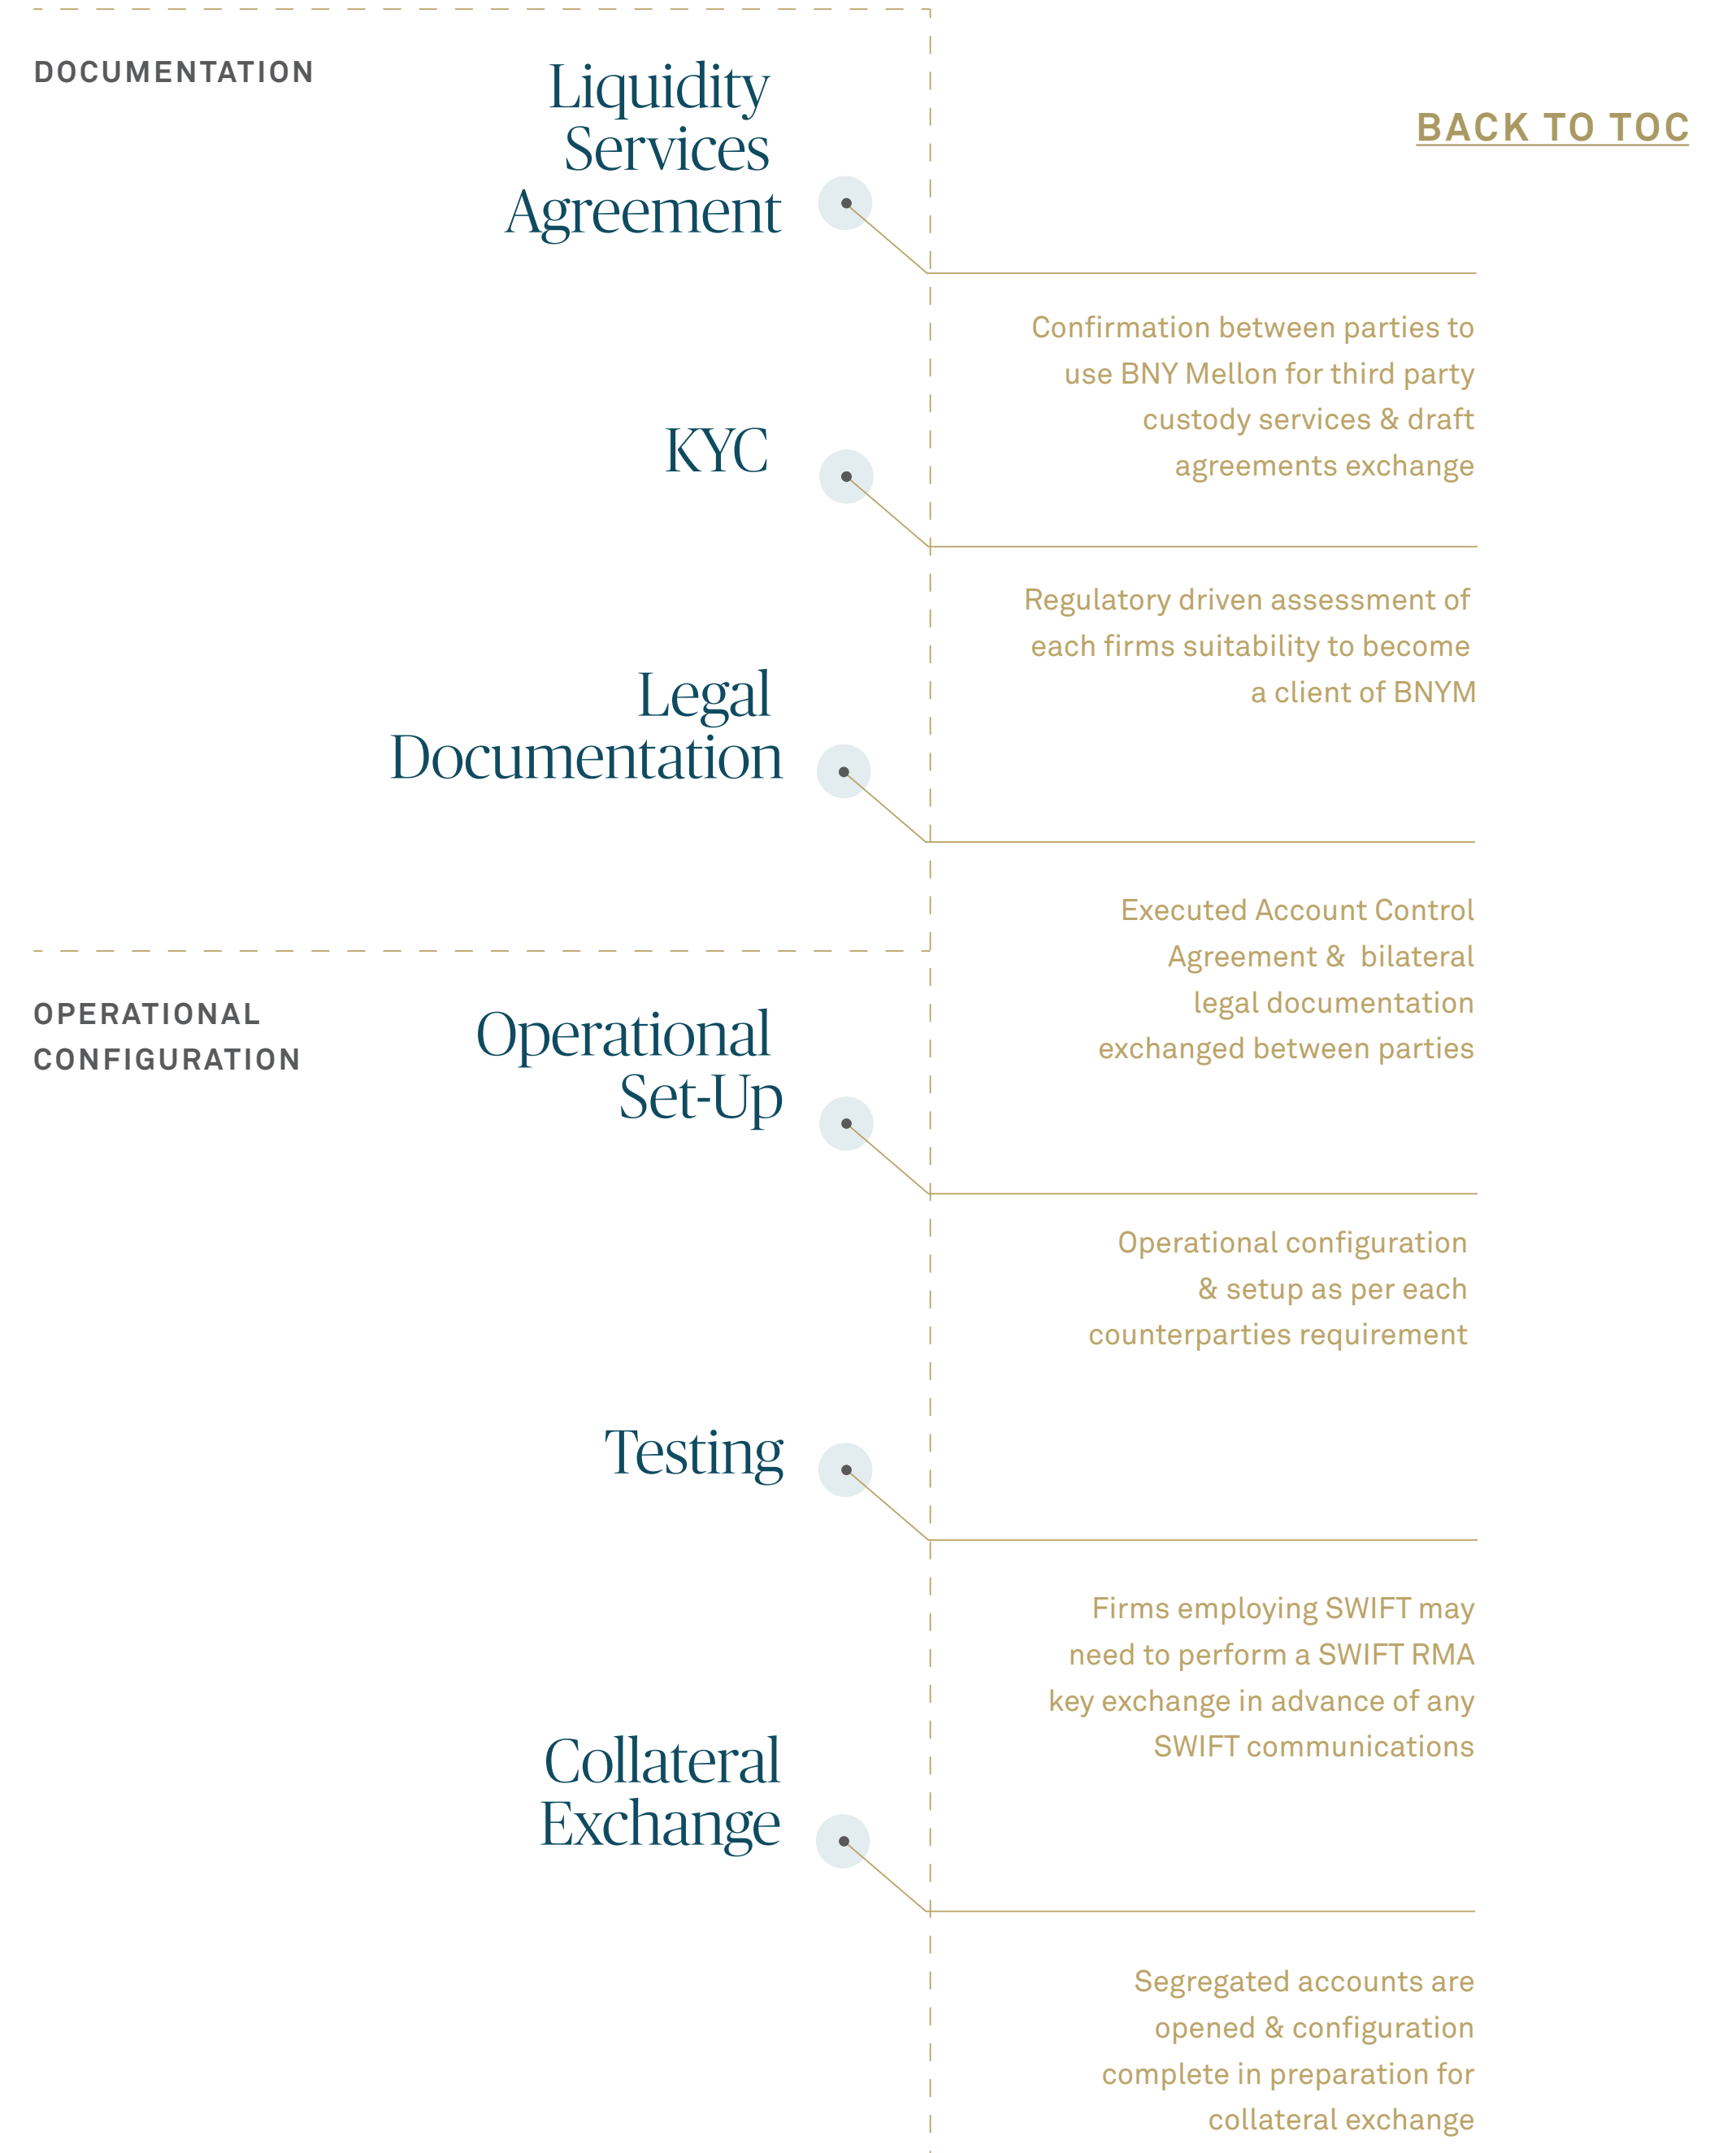 DOCUMENTATION
Liquidity
Services
Agreement
BACK TO TOC
Confirmation between parties to
use BNY Mellon for third party
custody services & draft
agreements exchange
KYC
Regulatory driven assessment of
each firms suitability to become
a client of BNYM
Legal
Documentation
Executed Account Control
Agreement & bilateral
legal documentation
exchanged between parties
OPERATIONAL
CONFIGURATION
Operational
Set-Up
Operational configuration
& setup as per each
counterparties requirement
Testing
Firms employing SWIFT may
need to perform a SWIFT RMA
key exchange in advance of any
SWIFT communications
Collateral
Exchange
Segregated accounts are
opened & configuration
complete in preparation for
collateral exchange